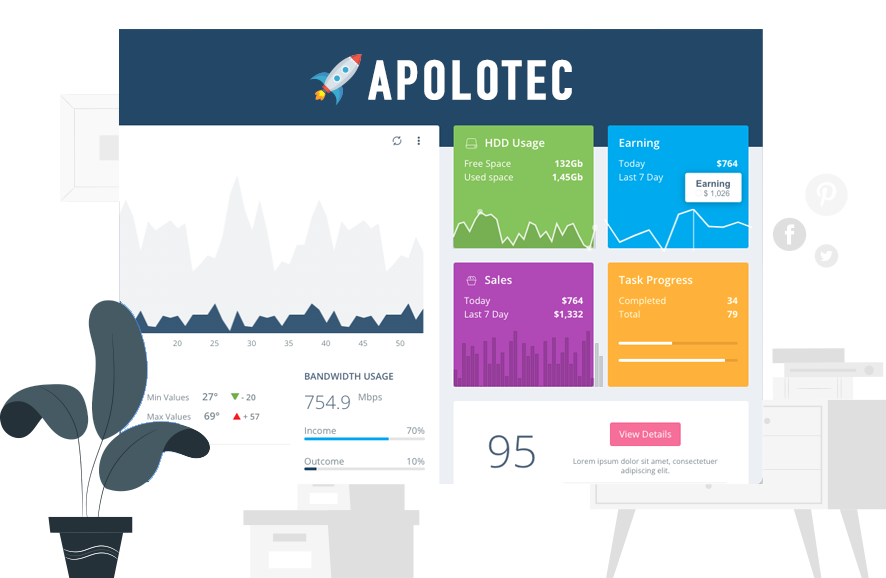 APOLOTEC
HDD Usage
Free Space 132Gb
Used space 1,45Gb
Earning
Today $764
Last 7 Day
Earning
$ 1,026
Sales
Today $764
Last 7 Day $1,332
Task Progress
Completed 34
Total 79
20 25 30 35 40 45 50
Min Values 27° - 20
Max Values 69° + 57
BANDWIDTH USAGE
754.9 Mbps
Income 70%
Outcome 10%
95
View Details
Lorem ipsum dolor sit amet, consectetuer
adipiscing elit.